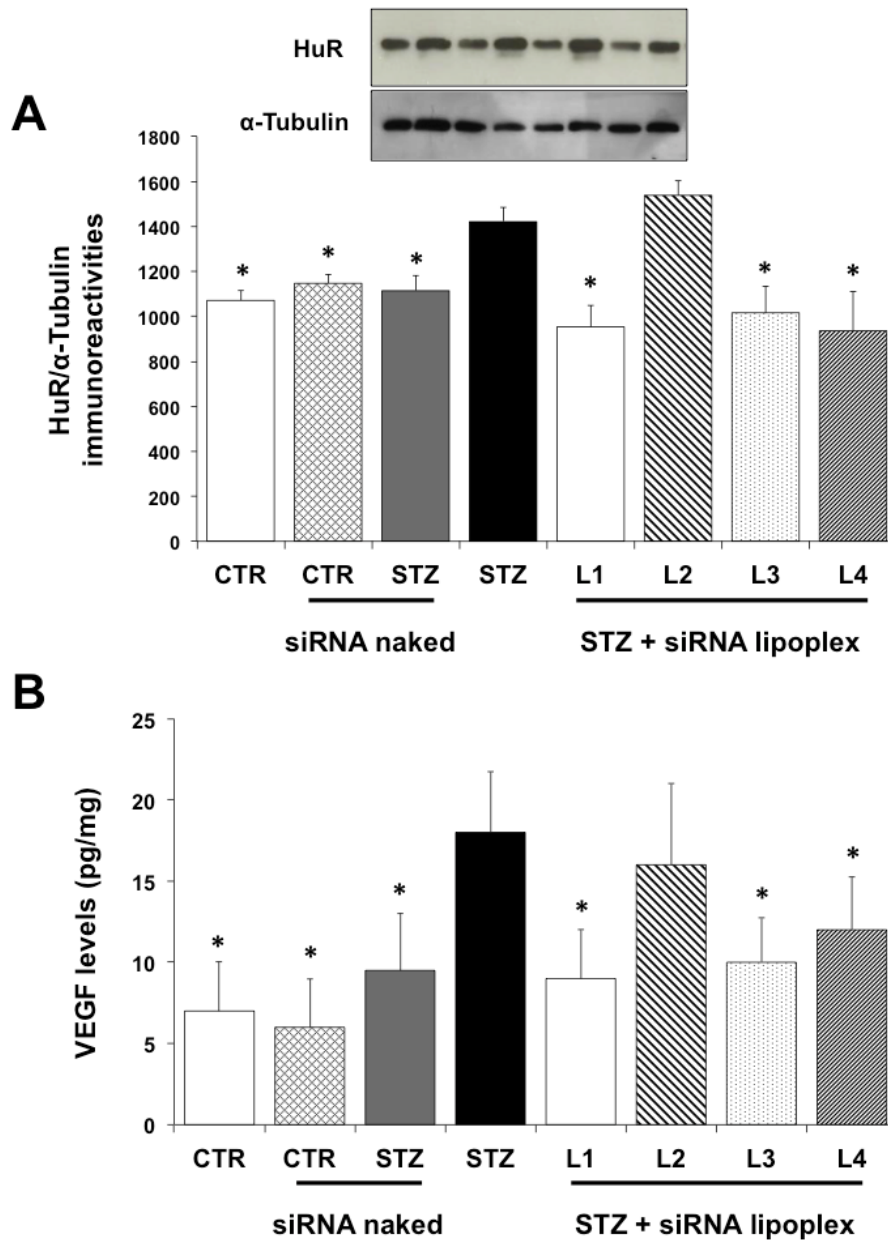 HuR
A
α-Tubulin
1800
1600
1400
1200
1000
800
600
400
200
0
HuR/α-Tubulin
immunoreactivities
* * * * * *
CTR CTR STZ STZ L1 L2 L3 L4
siRNA naked STZ + siRNA lipoplex
B
25
20
15
10
5
0
VEGF levels (pg/mg)
* * * * * *
CTR CTR STZ STZ L1 L2 L3 L4
siRNA naked STZ + siRNA lipoplex